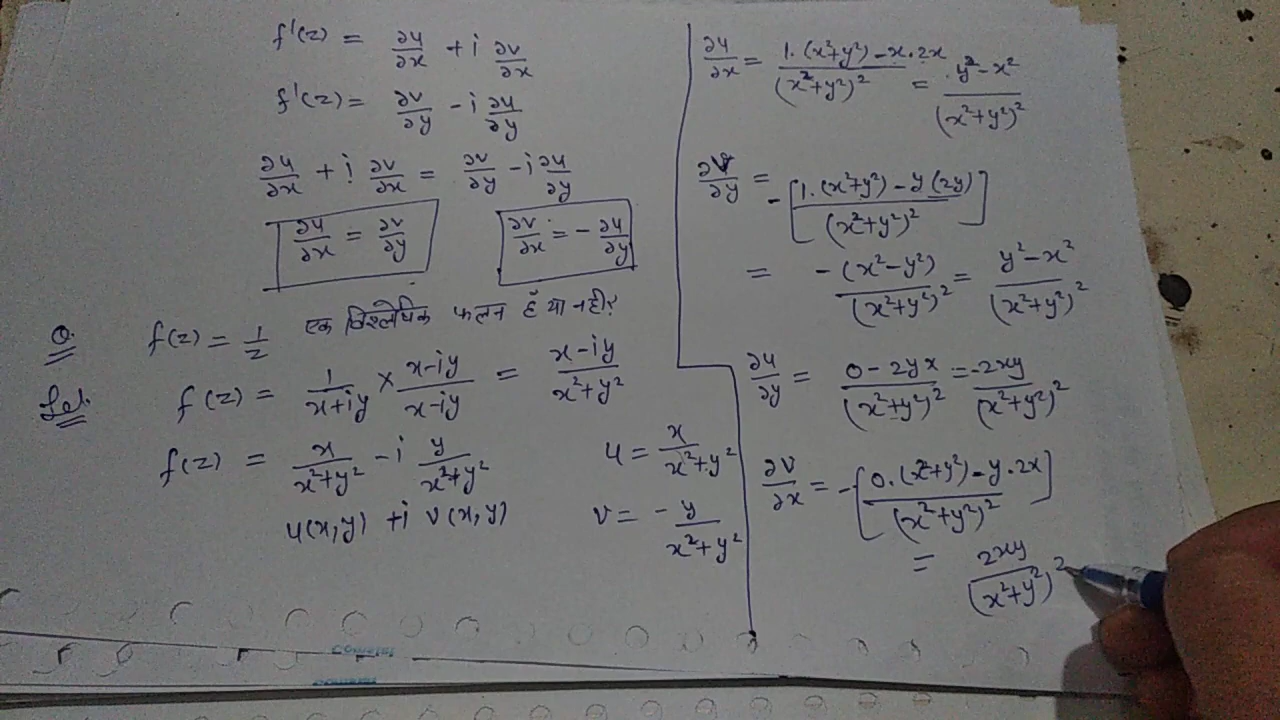 f'(z) = ∂u/∂x + i ∂v/∂x
f'(z) = ∂v/∂y - i ∂u/∂y
∂u/∂x + i ∂v/∂x = ∂v/∂y - i ∂u/∂y
∂u/∂x = ∂v/∂y ∂v/∂x = - ∂u/∂y
Q. f(z) = 1/z एक विश्लेषिक फलन है या नहीं?
Sol. f(z) = 1/(x+iy) × (x-iy)/(x-iy) = (x-iy)/(x²+y²)
f(z) = x/(x²+y²) - i y/(x²+y²)
u(x,y) + i v(x,y)
u = x/(x²+y²)
v = - y/(x²+y²)
∂u/∂x = (1.(x²+y²) - x.2x)/(x²+y²)² = (y²-x²)/(x²+y²)²
∂v/∂y = -[(1.(x²+y²) - y(2y))/(x²+y²)²]
= -(x²-y²)/(x²+y²)² = (y²-x²)/(x²+y²)²
∂u/∂y = (0-2yx)/(x²+y²)² = -2xy/(x²+y²)²
∂v/∂x = -[(0.(x²+y²) - y.2x)/(x²+y²)²]
= 2xy/(x²+y²)²